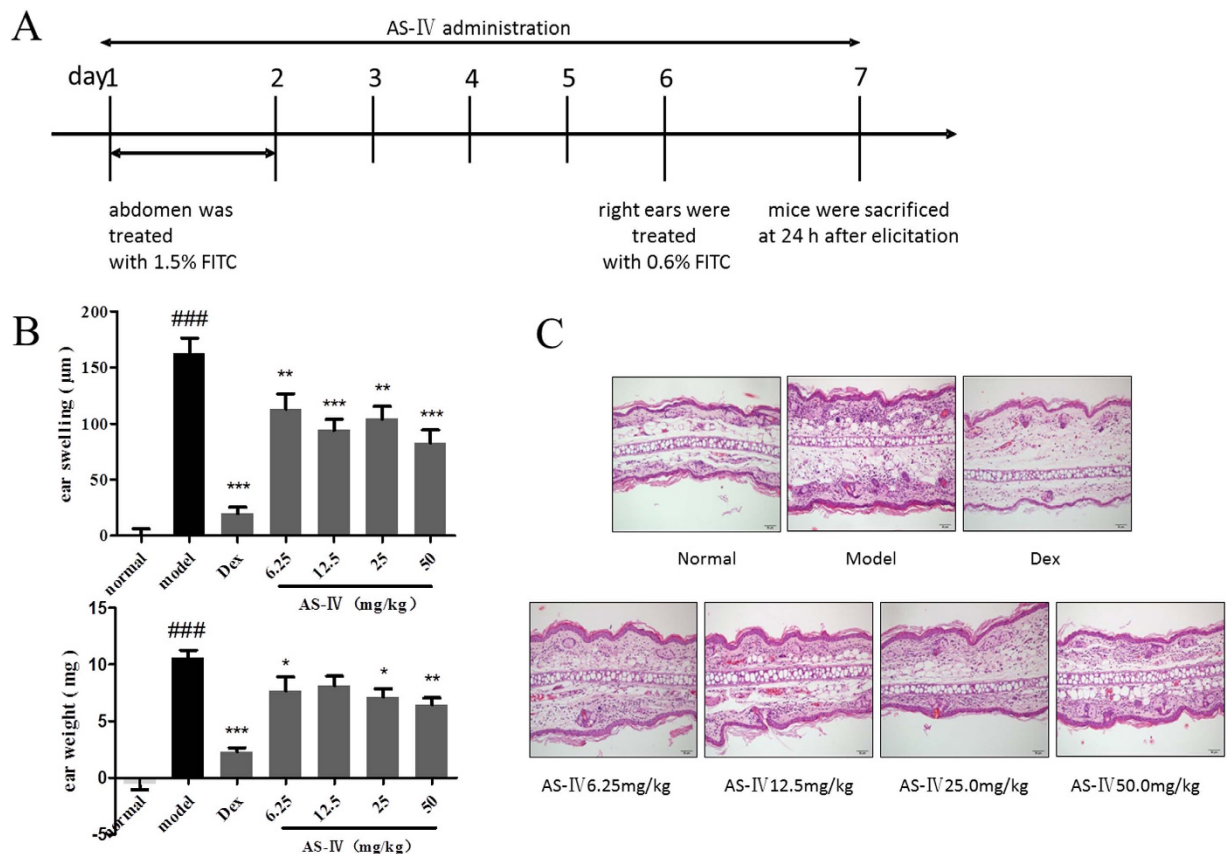 A
AS-Ⅳ administration
day1 2 3 4 5 6 7
abdomen was
treated
with 1.5% FITC
right ears were
treated
with 0.6% FITC
mice were sacrificed
at 24 h after elicitation
B
ear swelling ( μm )
200
150
100
50
0
###
***
**
***
**
***
normal model Dex 6.25 12.5 25 50
AS-Ⅳ (mg/kg)
ear weight ( mg )
15
10
5
0
-5
###
***
*
*
**
normal model Dex 6.25 12.5 25 50
AS-Ⅳ (mg/kg)
C
Normal Model Dex
AS-Ⅳ6.25mg/kg AS-Ⅳ12.5mg/kg AS-Ⅳ25.0mg/kg AS-Ⅳ50.0mg/kg